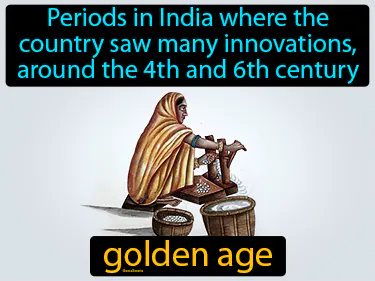 Periods in India where the
country saw many innovations,
around the 4th and 6th century
golden age